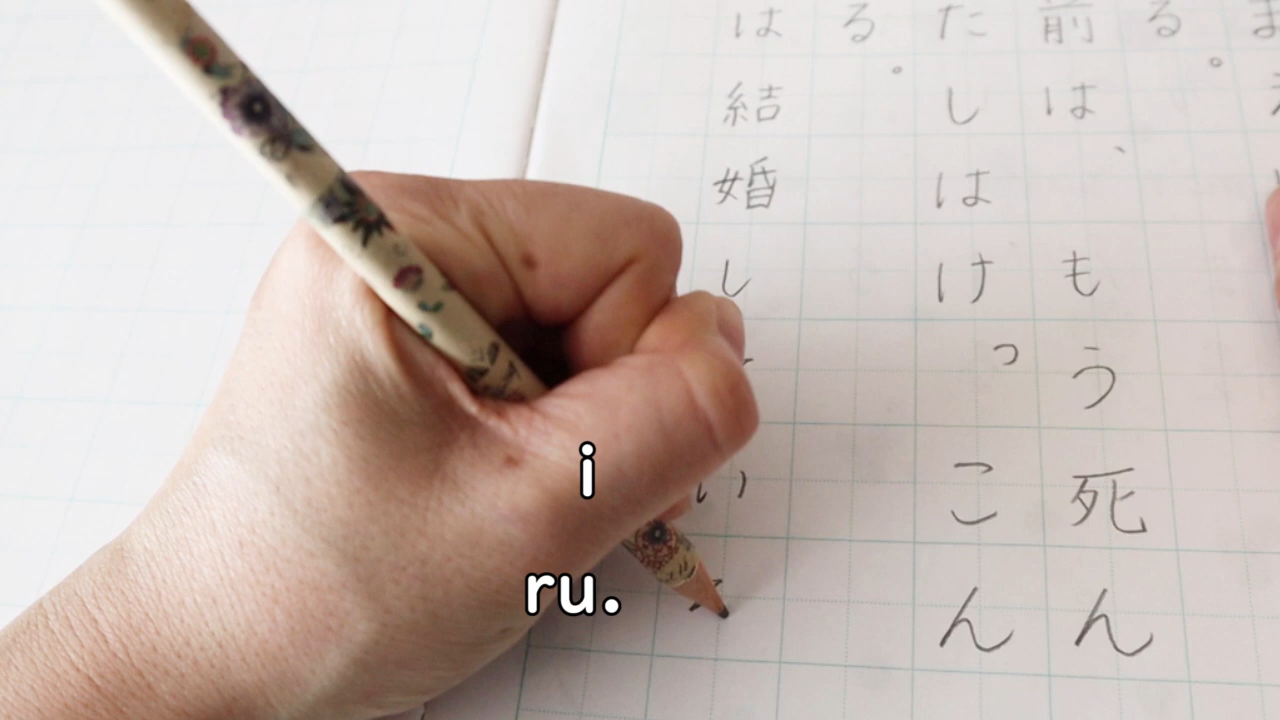 る。
前は、もう死ん
たしはけっこん
る。
は結婚し い
i
ru.